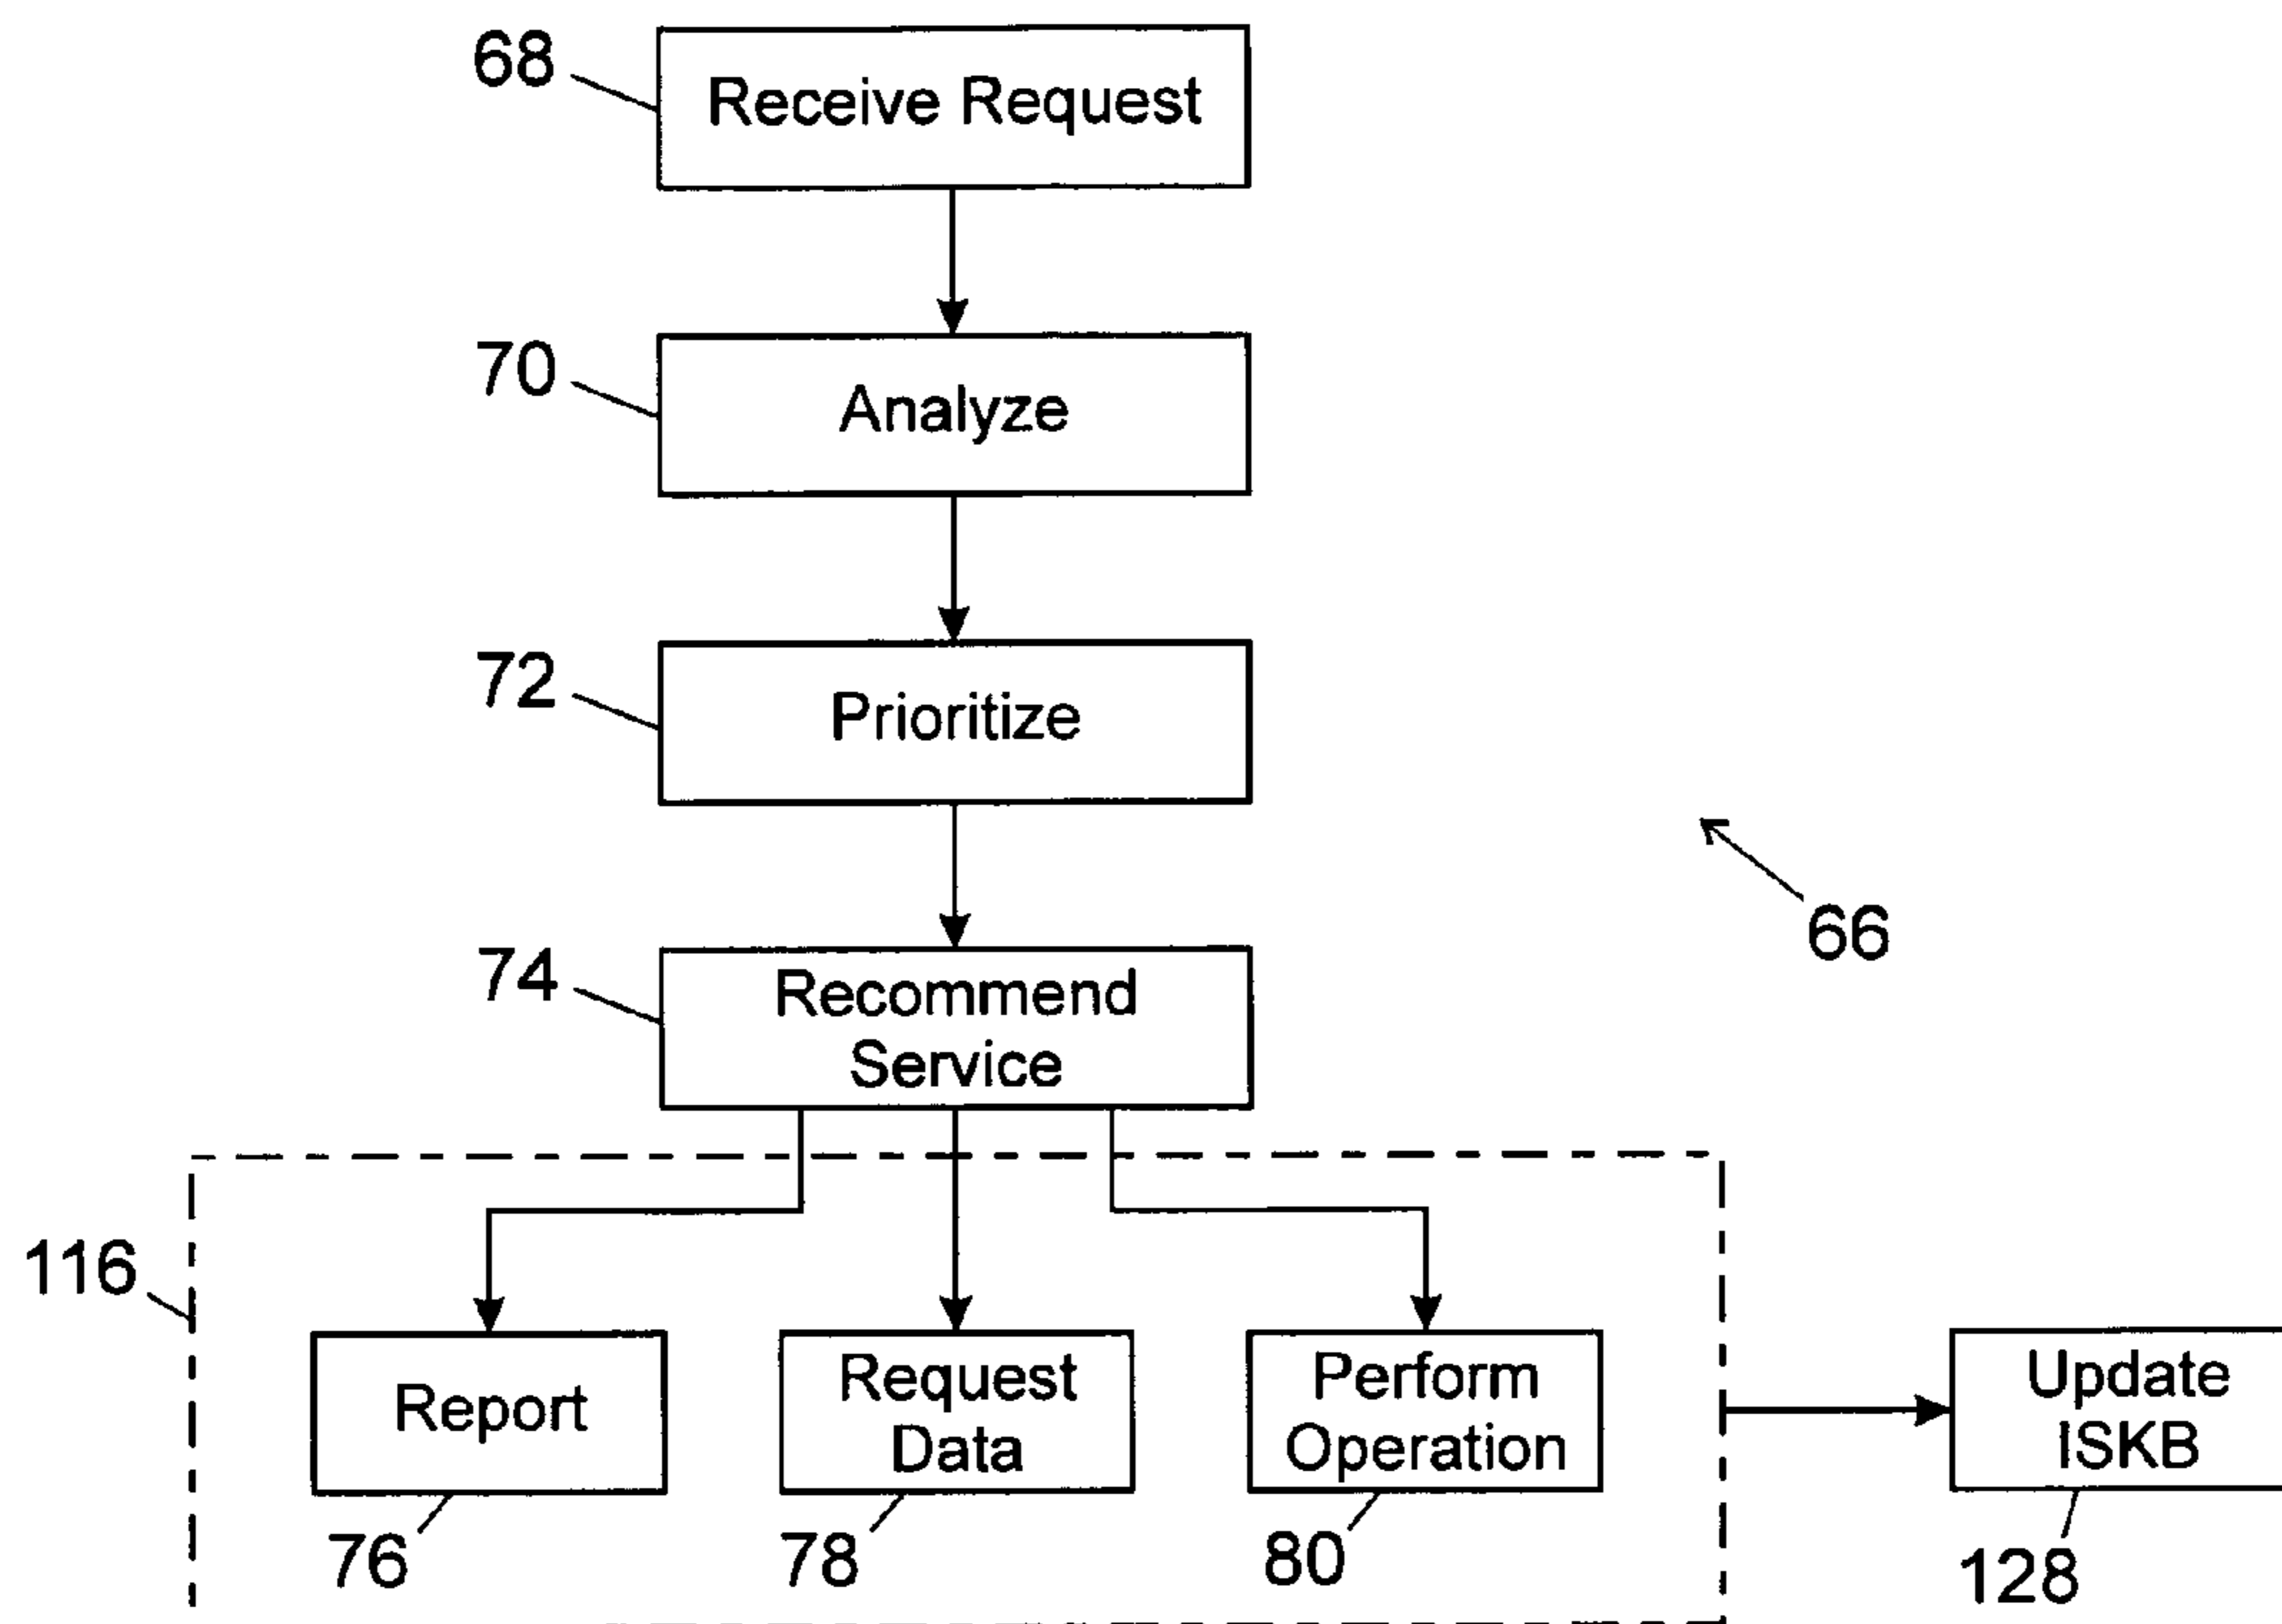 68
Receive Request
70
Analyze
72
Prioritize
66
74
Recommend
Service
116
Report
Request
Data
Perform
Operation
Update
ISKB
76
78
80
128